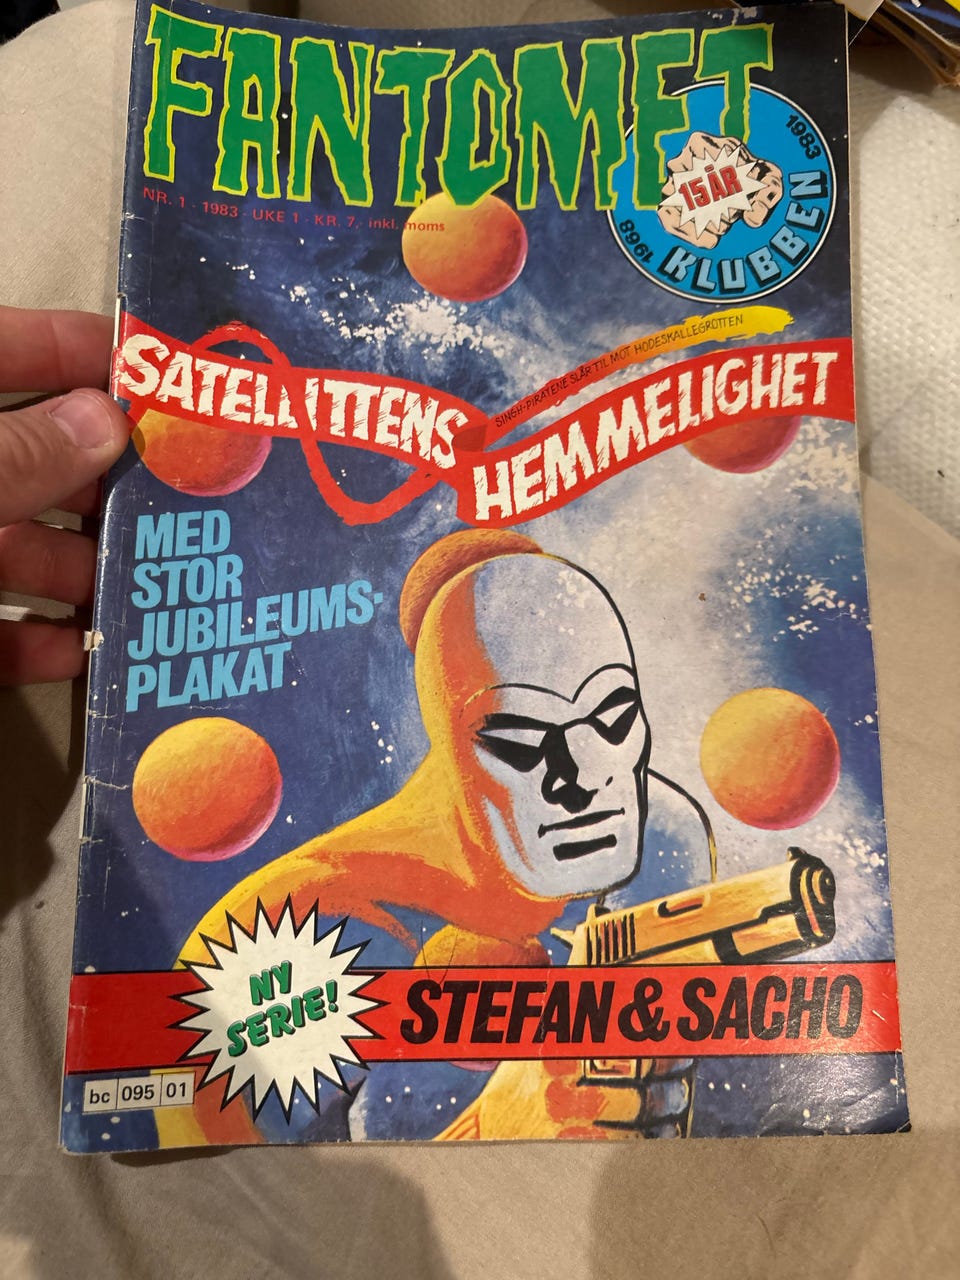 FANTOMET
NR. 1 - 1983 - UKE 1 - KR. 7,- inkl. moms
1983
15 ÅR
1968
KLUBBEN
SINGH-PIRATENE SLÅR TIL MOT HODESKALLEGROTTEN
SATELLITTENS
HEMMELIGHET
MED
STOR
JUBILEUMS-
PLAKAT
NY
SERIE!
STEFAN & SACHO
bc 095 01